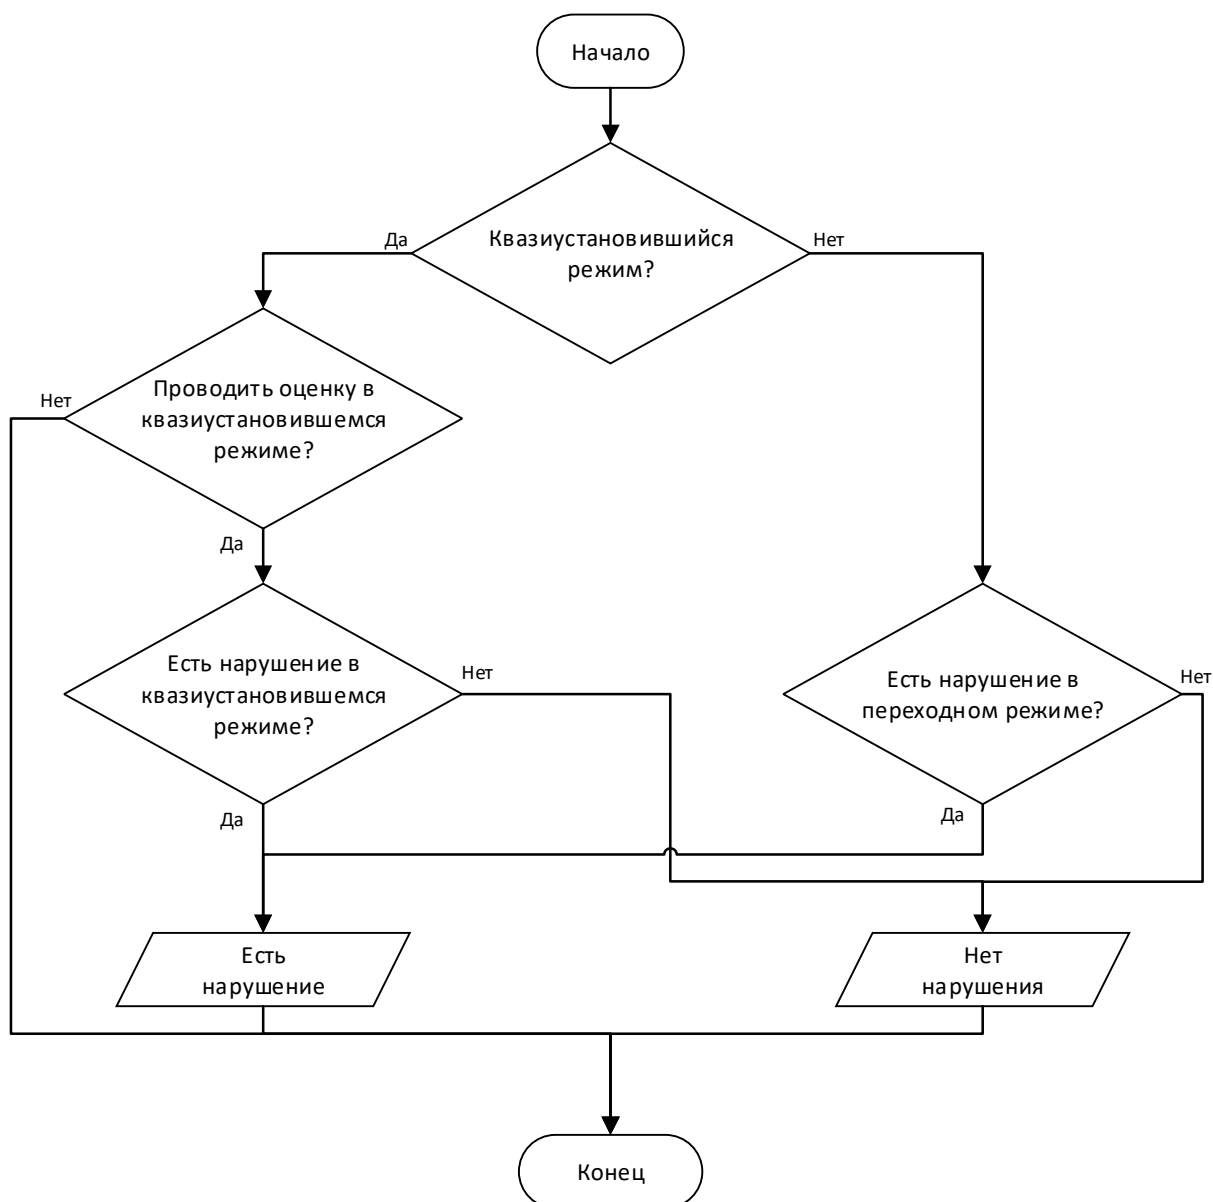 Начало
Да
Квазиустановившийся
режим?
Нет
Нет
Проводить оценку в
квазиустановившемся
режиме?
Да
Есть нарушение в
квазиустановившемся
режиме?
Нет
Есть нарушение в
переходном режиме?
Нет
Да
Да
Есть
нарушение
Нет
нарушения
Конец